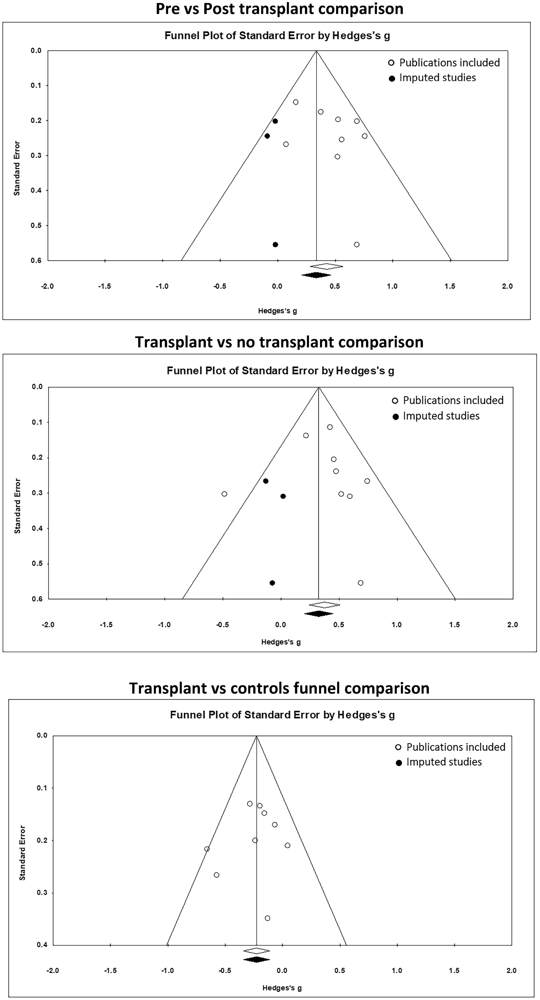 Pre vs Post transplant comparison
Funnel Plot of Standard Error by Hedges's g
0.0
Publications included
Imputed studies
0.1
0.2
0.3
Standard Error
0.4
0.5
0.6
-2.0 -1.5 -1.0 -0.5 0.0 0.5 1.0 1.5 2.0
Hedges's g
Transplant vs no transplant comparison
Funnel Plot of Standard Error by Hedges's g
0.0
Publications included
Imputed studies
0.1
0.2
0.3
Standard Error
0.4
0.5
0.6
-2.0 -1.5 -1.0 -0.5 0.0 0.5 1.0 1.5 2.0
Hedges's g
Transplant vs controls funnel comparison
Funnel Plot of Standard Error by Hedges's g
0.0
Publications included
Imputed studies
0.1
0.2
Standard Error
0.3
0.4
-2.0 -1.5 -1.0 -0.5 0.0 0.5 1.0 1.5 2.0
Hedges's g